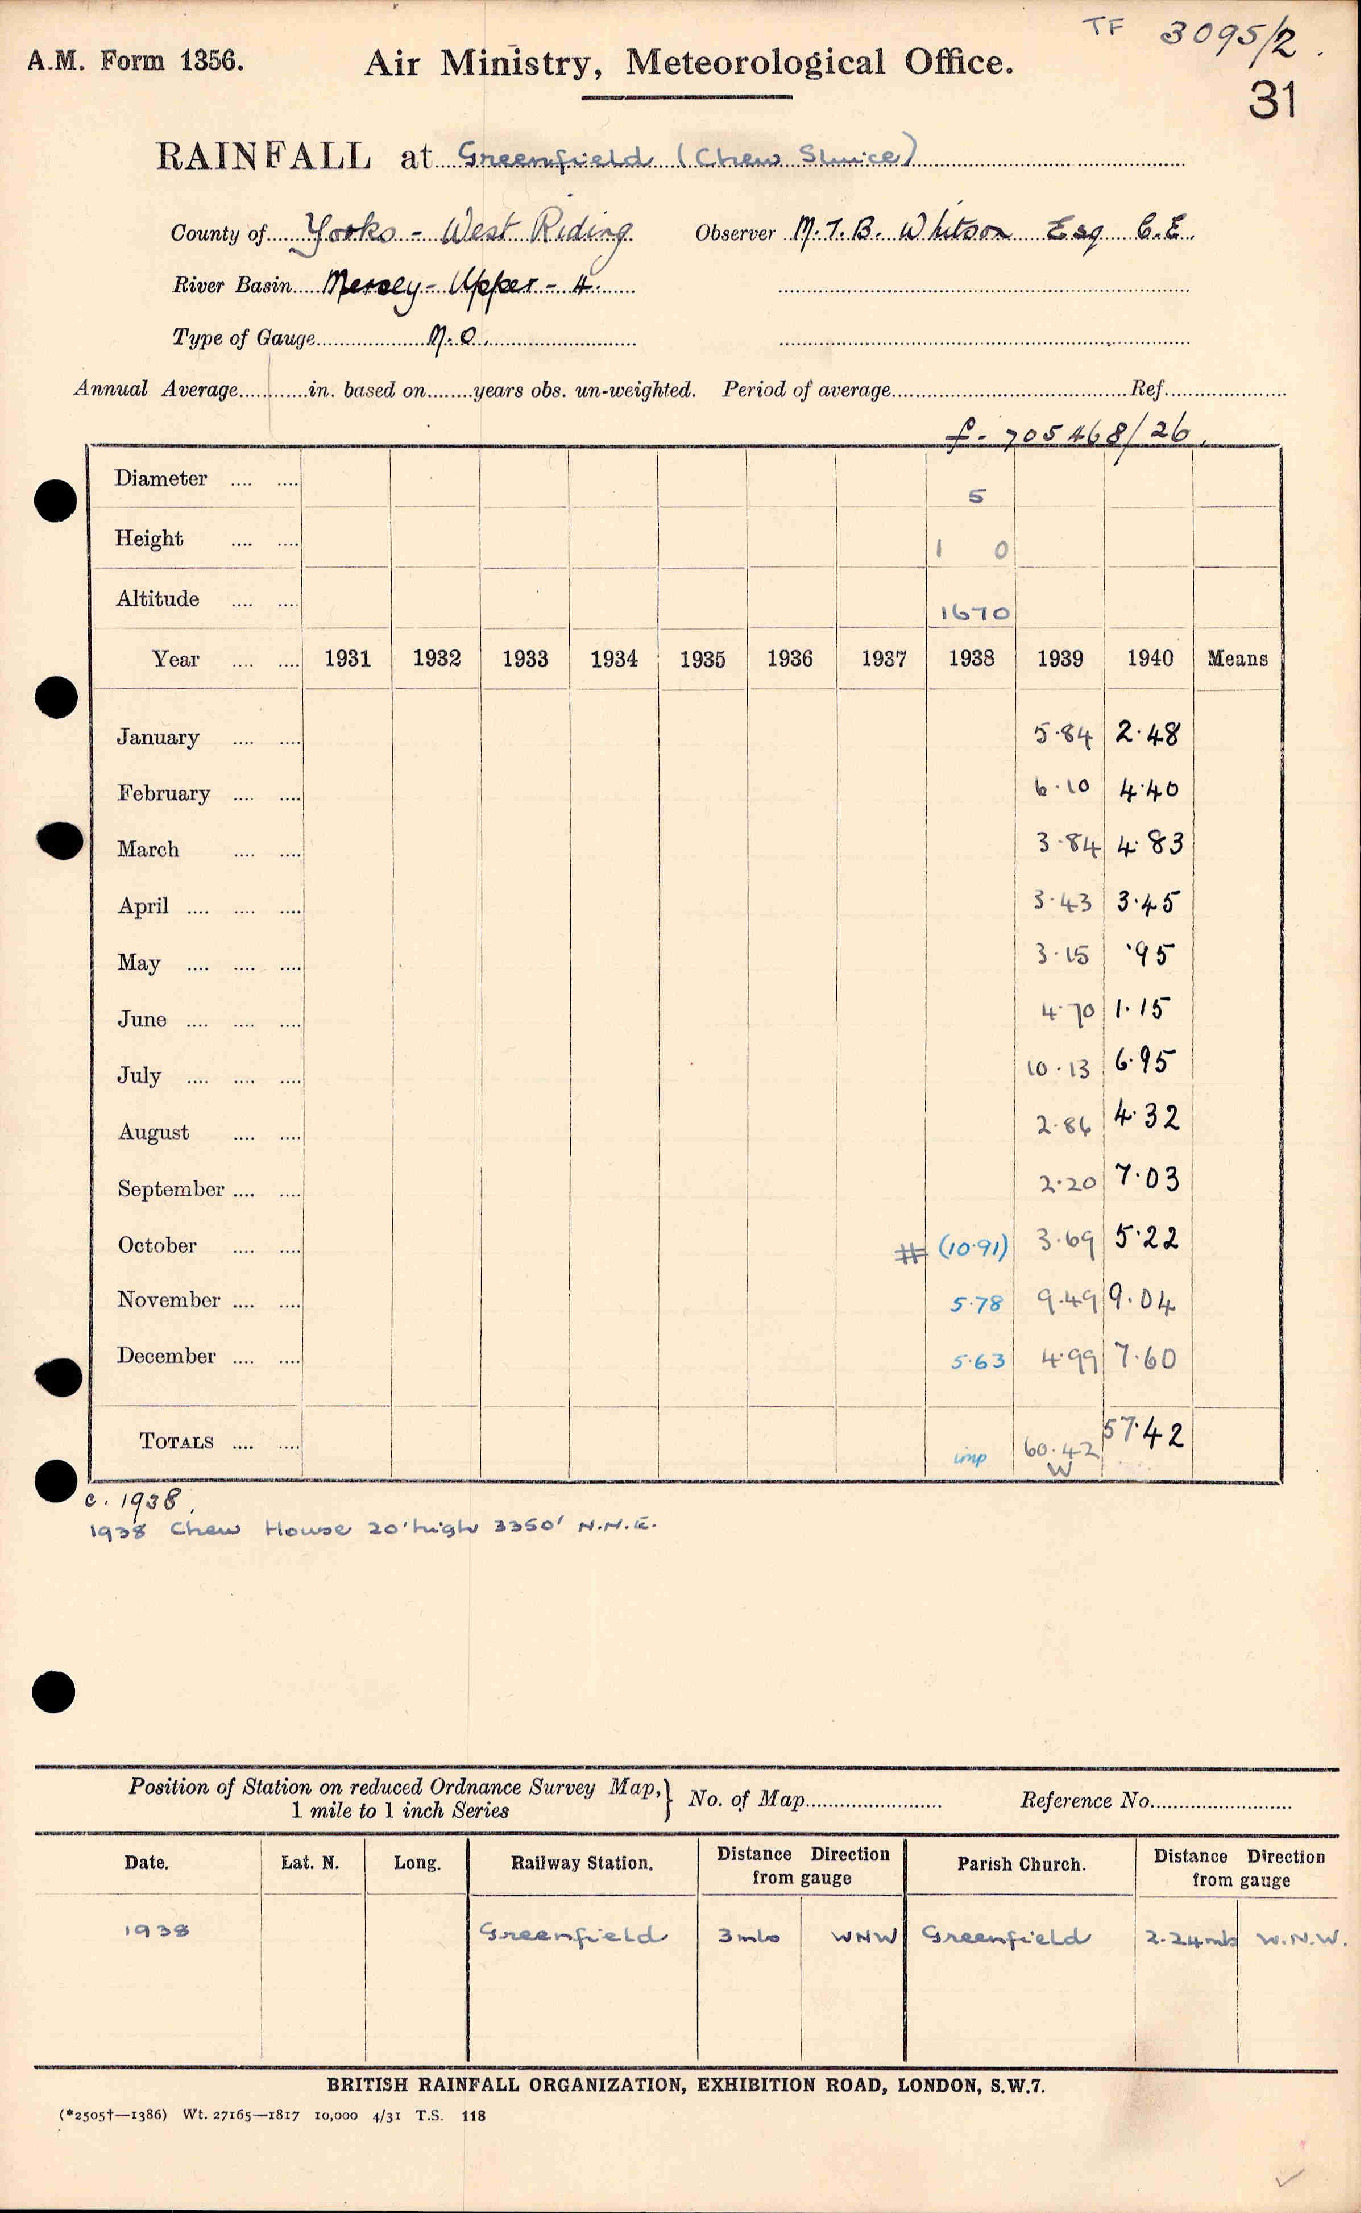 TF 3095/2.
A.M. Form 1356. Air Ministry, Meteorological Office.
31
RAINFALL at Greenfield (Chew Sluice)
County of Yorks - West Riding Observer M.T.B. Whitson Esq C.E.
River Basin Mersey - Upper - 4.
Type of Gauge M.O.
Annual Average in. based on years obs. un-weighted. Period of average Ref.
f. 705468/26.
Diameter 5
Height 1 0
Altitude 1670
Year 1931 1932 1933 1934 1935 1936 1937 1938 1939 1940 Means
January 5.84 2.48
February 6.10 4.40
March 3.84 4.83
April 3.43 3.45
May 3.15 .95
June 4.70 1.15
July 10.13 6.95
August 2.86 4.32
September 2.20 7.03
October # (10.91) 3.69 5.22
November 5.78 9.49 9.04
December 5.63 4.99 7.60
TOTALS imp 60.42 57.42
W
c. 1938.
1938 Chew House 20' high 3350' N.N.E.
Position of Station on reduced Ordnance Survey Map, } No. of Map Reference No.
1 mile to 1 inch Series
Date. Lat. N. Long. Railway Station. Distance Direction from gauge Parish Church. Distance Direction from gauge
1938 Greenfield 3 mls WNW Greenfield 2.24 mls W.N.W.
BRITISH RAINFALL ORGANIZATION, EXHIBITION ROAD, LONDON, S.W.7.
(*2505†—1386) Wt. 27165—1817 10,000 4/31 T.S. 118